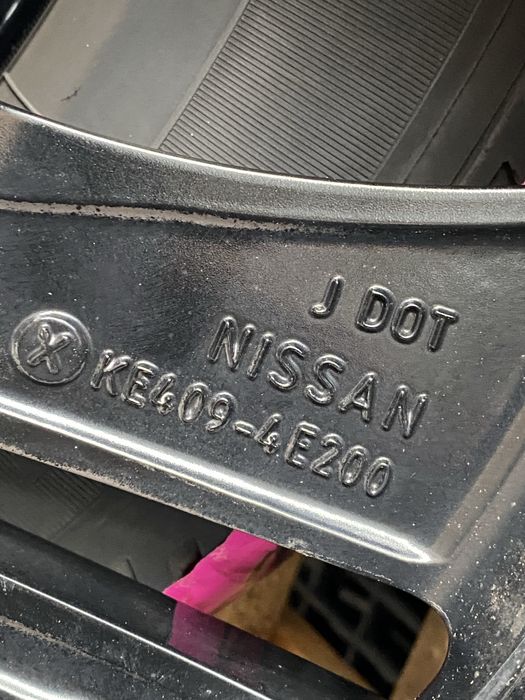 J DOT
NISSAN
X
KE409-4E200